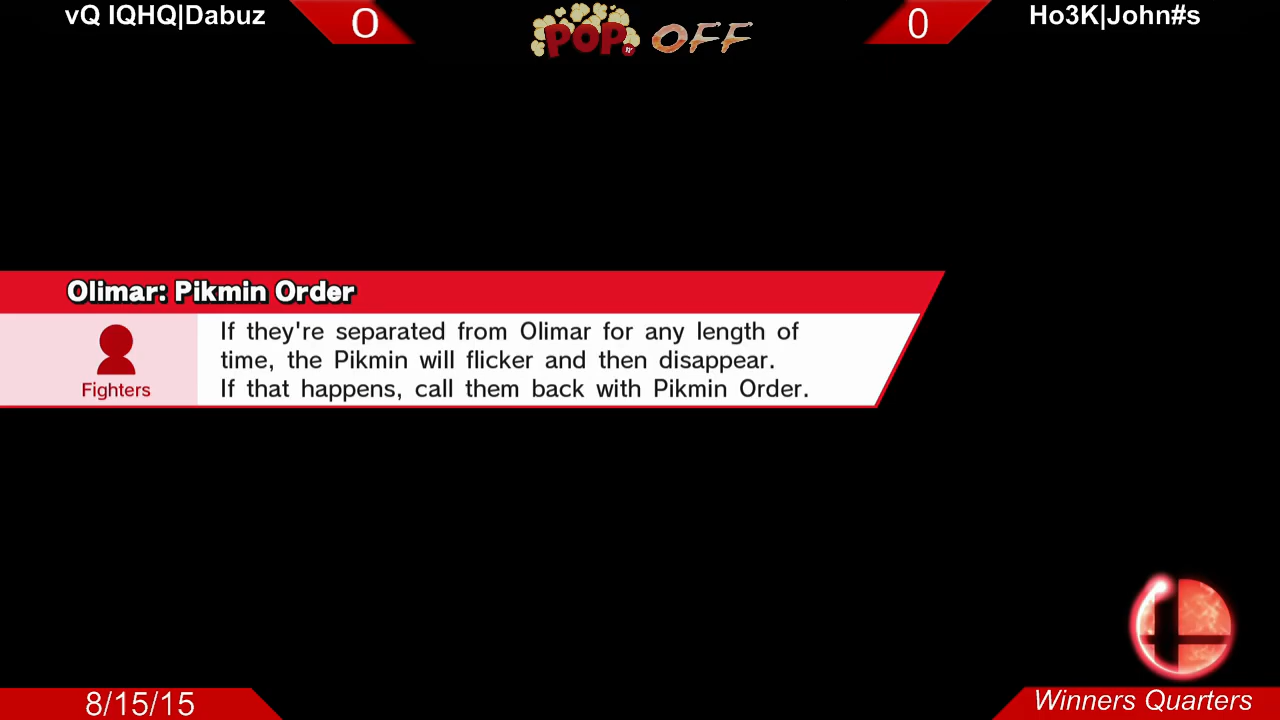 vQ IQHQ|Dabuz
0
POP OFF
0
Ho3K|John#s
Olimar: Pikmin Order
Fighters
If they're separated from Olimar for any length of
time, the Pikmin will flicker and then disappear.
If that happens, call them back with Pikmin Order.
8/15/15
Winners Quarters